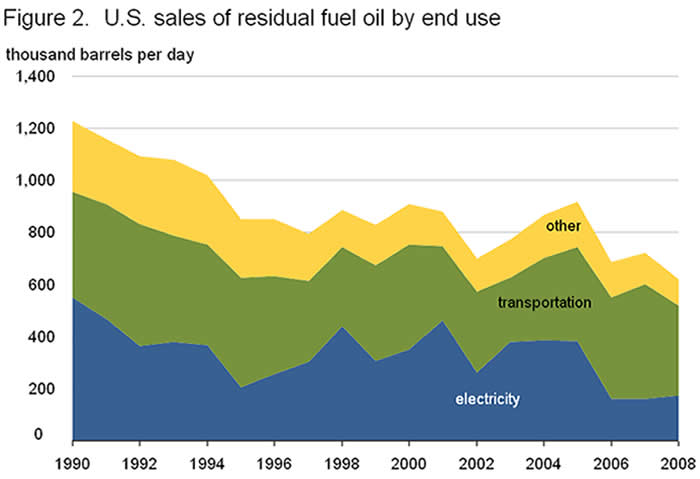 Figure 2.  U.S. sales of residual fuel oil by end use
thousand barrels per day
1,400
1,200
1,000
800
600
400
200
0
other
transportation
electricity
1990 1992 1994 1996 1998 2000 2002 2004 2006 2008